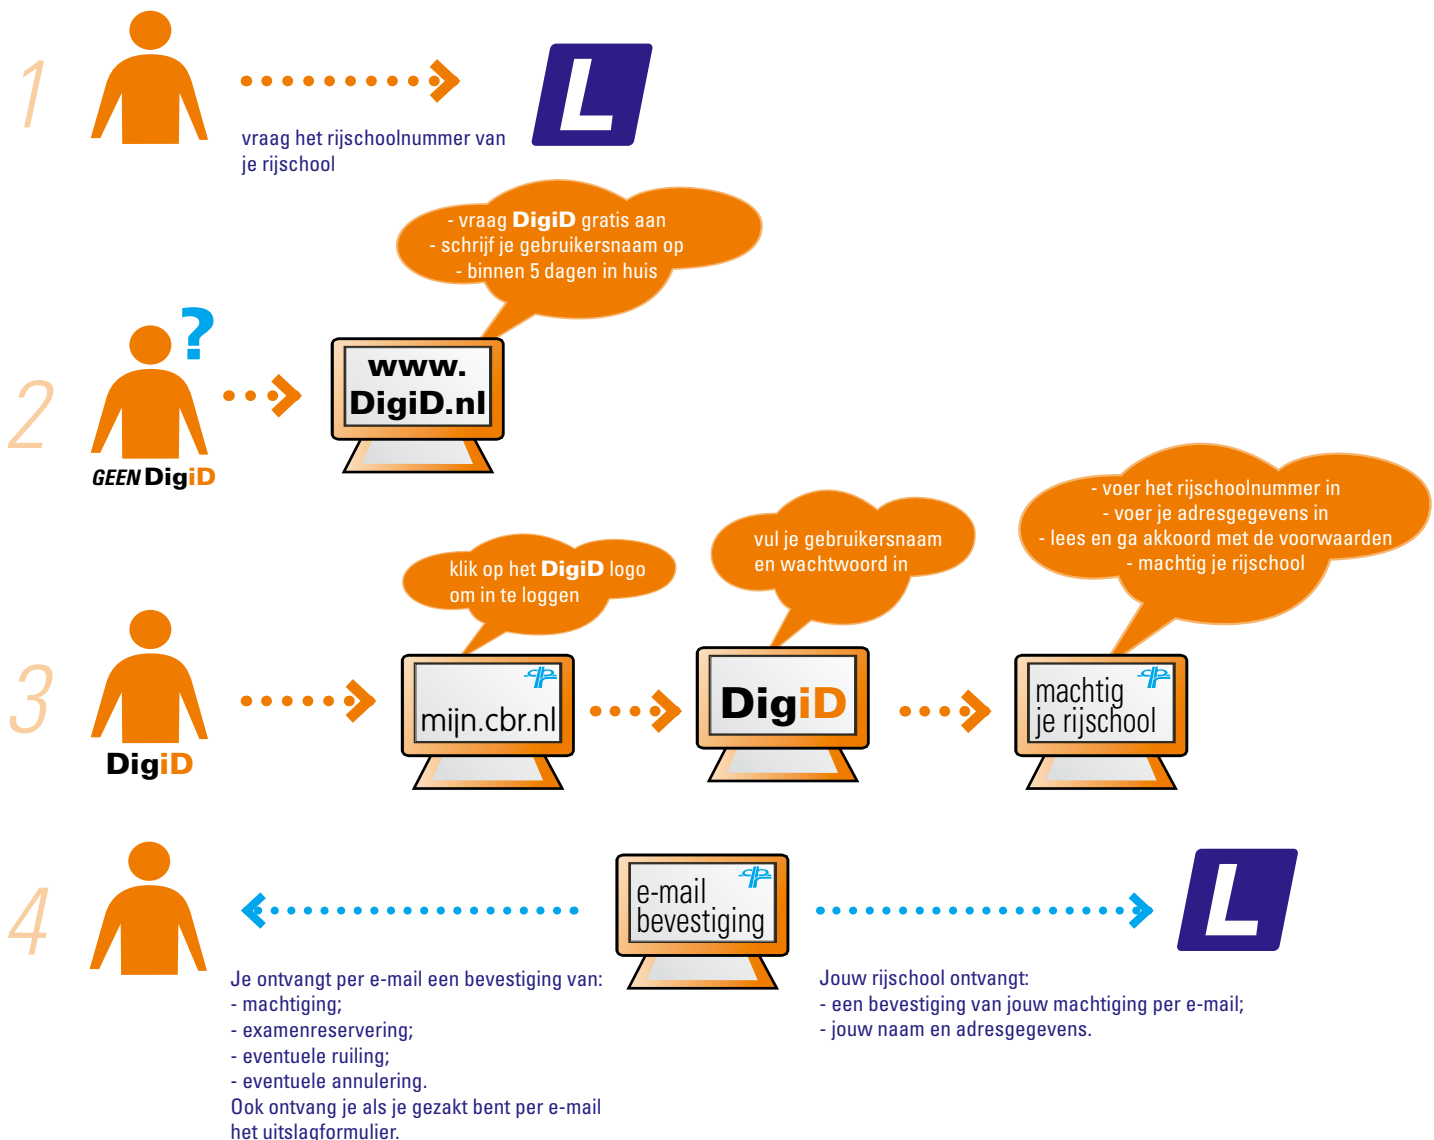 1
L
vraag het rijschoolnummer van
je rijschool
- vraag DigiD gratis aan
- schrijf je gebruikersnaam op
- binnen 5 dagen in huis
2
?
GEEN DigiD
www.
DigiD.nl
3
DigiD
klik op het DigiD logo
om in te loggen
mijn.cbr.nl
vul je gebruikersnaam
en wachtwoord in
DigiD
- voer het rijschoolnummer in
- voer je adresgegevens in
- lees en ga akkoord met de voorwaarden
- machtig je rijschool
machtig
je rijschool
4
e-mail
bevestiging
L
Je ontvangt per e-mail een bevestiging van:
- machtiging;
- examenreservering;
- eventuele ruiling;
- eventuele annulering.
Ook ontvang je als je gezakt bent per e-mail
het uitslagformulier.
Jouw rijschool ontvangt:
- een bevestiging van jouw machtiging per e-mail;
- jouw naam en adresgegevens.